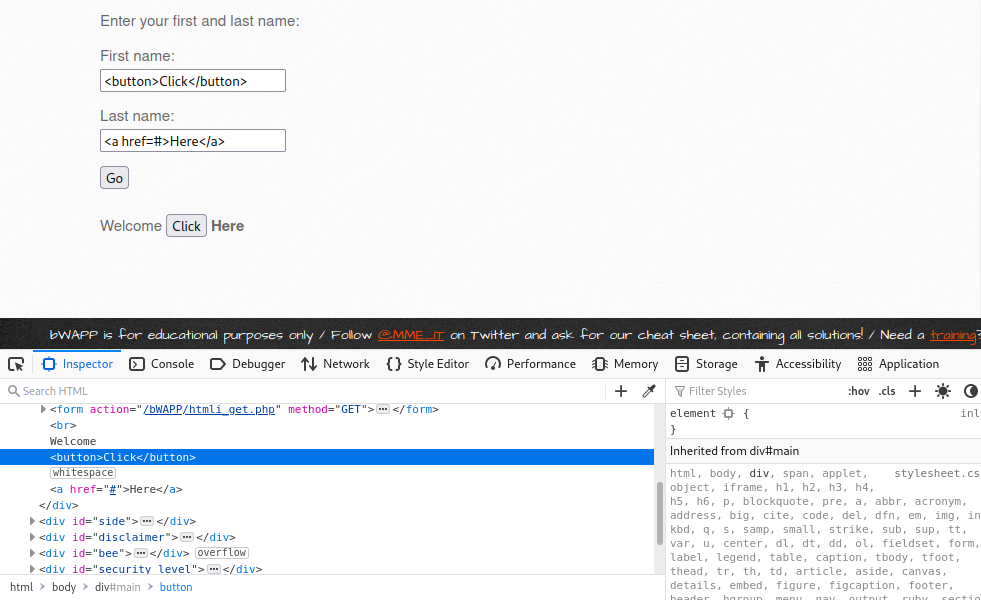 Enter your first and last name:
First name:
<button>Click</button>
Last name:
<a href=#>Here</a>
Go
Welcome Click Here
bWAPP is for educational purposes only / Follow @MME_IT on Twitter and ask for our cheat sheet, containing all solutions! / Need a training?
Inspector Console Debugger Network Style Editor Performance Memory Storage Accessibility Application
Search HTML
Filter Styles :hov .cls
<form action="/bWAPP/htmli_get.php" method="GET"></form>
<br>
Welcome
<button>Click</button>
whitespace
<a href="#">Here</a>
</div>
<div id="side"></div>
<div id="disclaimer"></div>
<div id="bee"></div> overflow
<div id="security_level"></div>
html body div#main button
element { inl
}
Inherited from div#main
html, body, div, span, applet, stylesheet.cs
object, iframe, h1, h2, h3, h4,
h5, h6, p, blockquote, pre, a, abbr, acronym,
address, big, cite, code, del, dfn, em, img, in
kbd, q, s, samp, small, strike, sub, sup, tt,
var, u, center, dl, dt, dd, ol, fieldset, form,
label, legend, table, caption, tbody, tfoot,
thead, tr, th, td, article, aside, canvas,
details, embed, figure, figcaption, footer,
header, hgroup, menu, nav, output, ruby, sectio